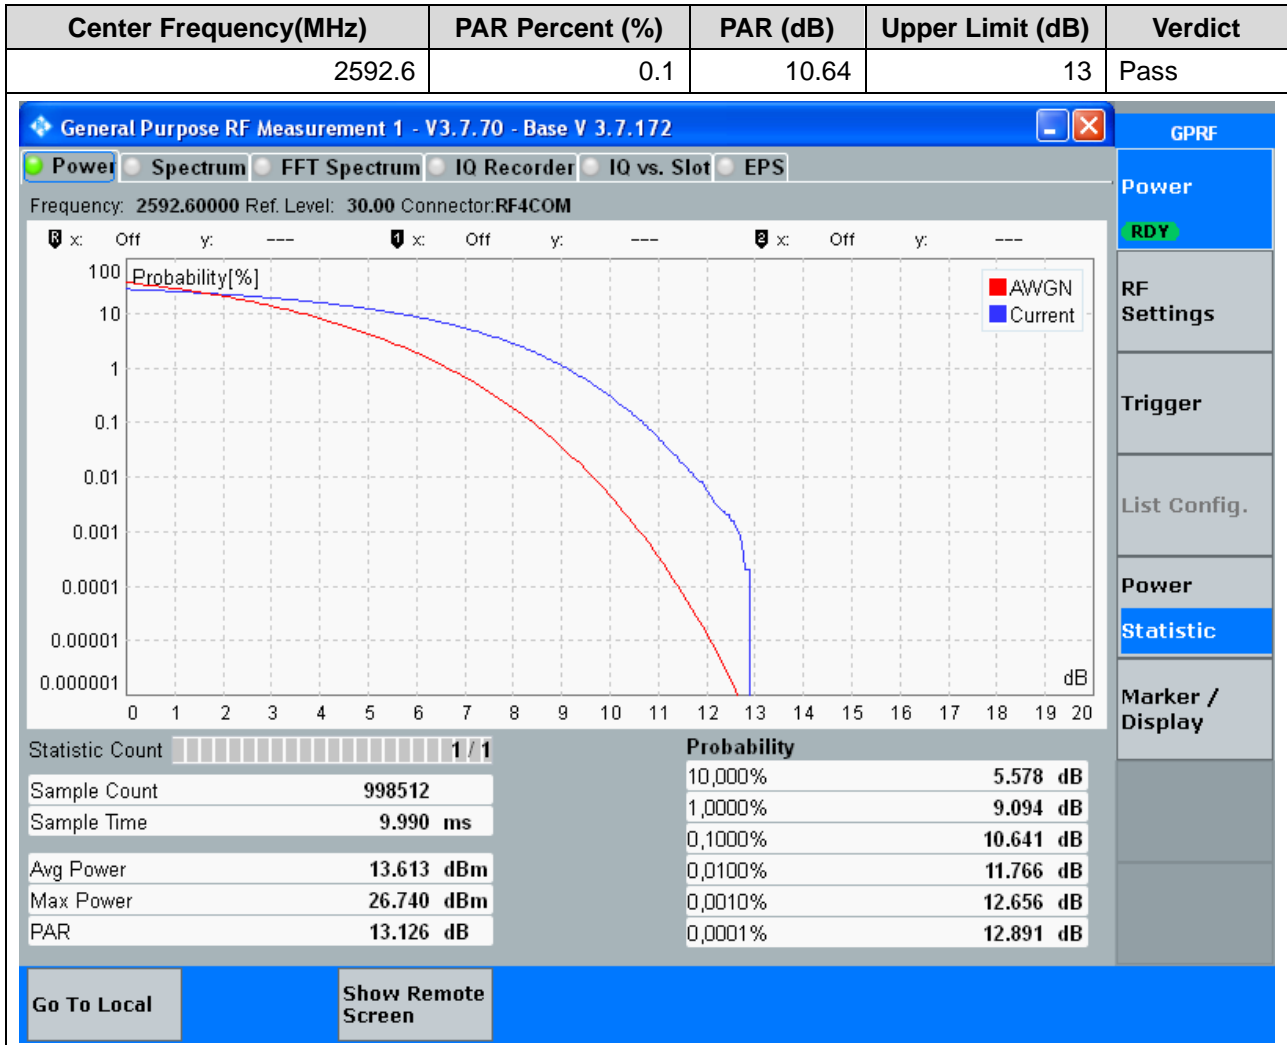 Center Frequency(MHz) PAR Percent (%) PAR (dB) Upper Limit (dB) Verdict
2592.6 0.1 10.64 13 Pass
General Purpose RF Measurement 1 - V3.7.70 - Base V 3.7.172
GPRF
Power Spectrum FFT Spectrum IQ Recorder IQ vs. Slot EPS
Frequency: 2592.60000 Ref. Level: 30.00 Connector:RF4COM
R x: Off y: --- 1 x: Off y: --- 2 x: Off y: ---
Probability[%]
100
10
1
0.1
0.01
0.001
0.0001
0.00001
0.000001
AWGN
Current
dB
0 1 2 3 4 5 6 7 8 9 10 11 12 13 14 15 16 17 18 19 20
Statistic Count 1 / 1
Sample Count 998512
Sample Time 9.990 ms
Avg Power 13.613 dBm
Max Power 26.740 dBm
PAR 13.126 dB
Probability
10,000% 5.578 dB
1,0000% 9.094 dB
0,1000% 10.641 dB
0,0100% 11.766 dB
0,0010% 12.656 dB
0,0001% 12.891 dB
Power
RDY
RF
Settings
Trigger
List Config.
Power
Statistic
Marker /
Display
Go To Local
Show Remote
Screen